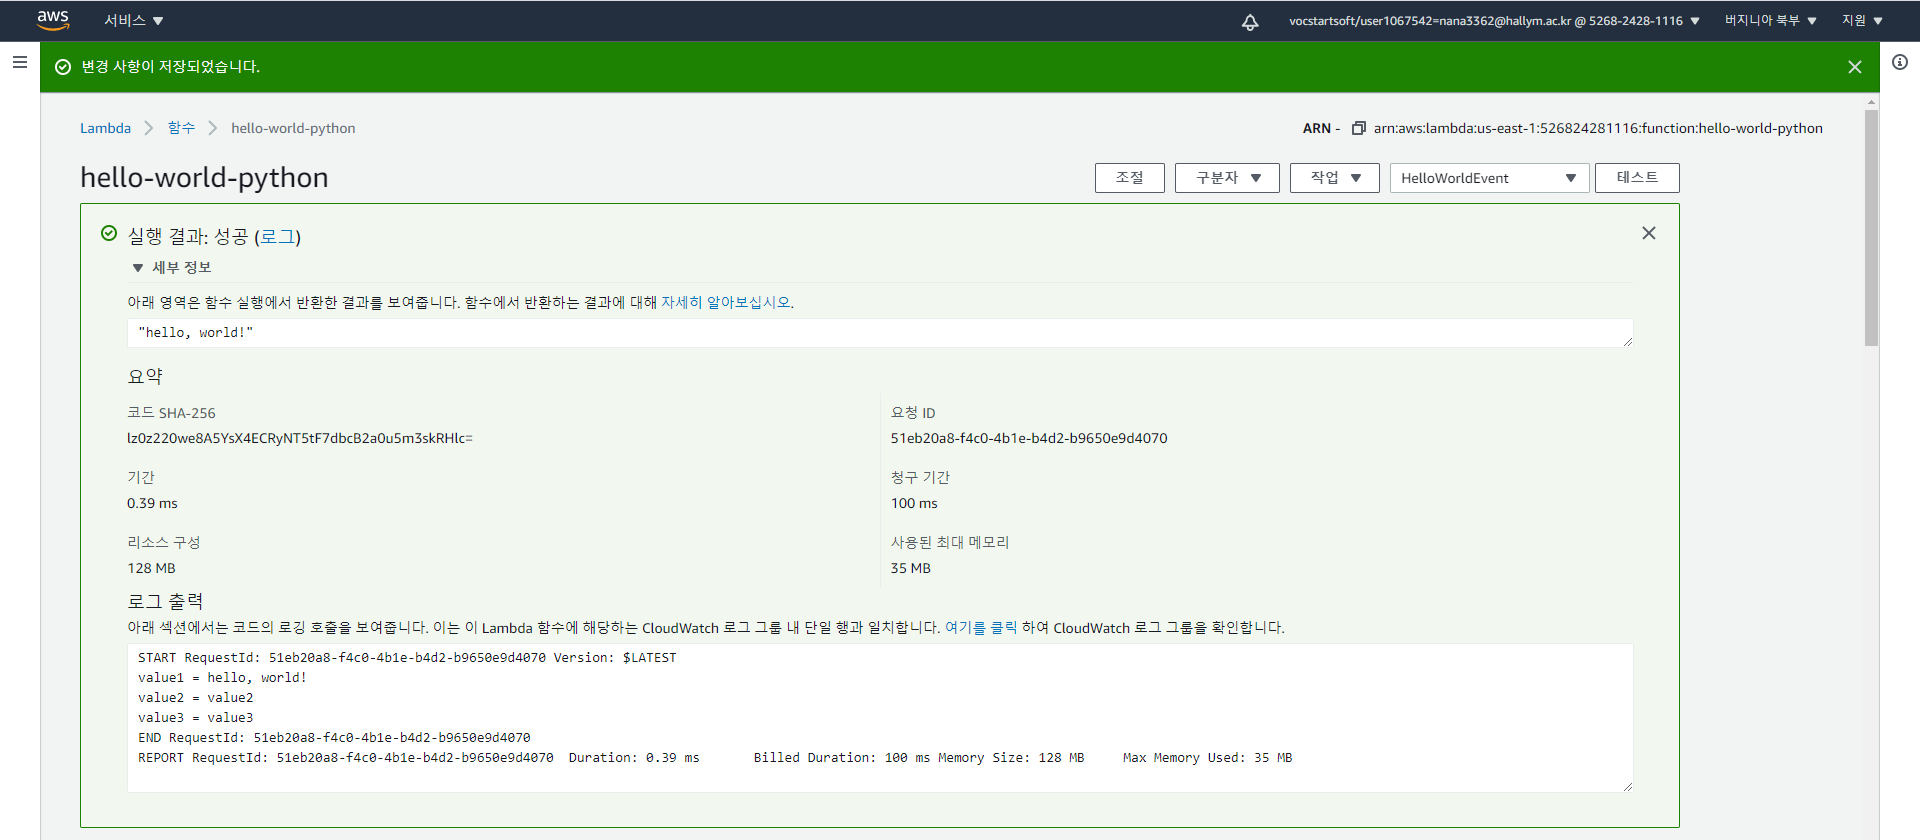 aws 서비스 vocstartsoft/user1067542=nana3362@hallym.ac.kr @ 5268-2428-1116 버지니아 북부 지원
변경 사항이 저장되었습니다.
Lambda 함수 hello-world-python ARN - arn:aws:lambda:us-east-1:526824281116:function:hello-world-python
hello-world-python 조절 구분자 작업 HelloWorldEvent 테스트
실행 결과: 성공 (로그)
세부 정보
아래 영역은 함수 실행에서 반환한 결과를 보여줍니다. 함수에서 반환하는 결과에 대해 자세히 알아보십시오.
"hello, world!"
요약
코드 SHA-256 요청 ID
lz0z220we8A5YsX4ECRyNT5tF7dbcB2a0u5m3skRHlc= 51eb20a8-f4c0-4b1e-b4d2-b9650e9d4070
기간 청구 기간
0.39 ms 100 ms
리소스 구성 사용된 최대 메모리
128 MB 35 MB
로그 출력
아래 섹션에서는 코드의 로깅 호출을 보여줍니다. 이는 이 Lambda 함수에 해당하는 CloudWatch 로그 그룹 내 단일 행과 일치합니다. 여기를 클릭 하여 CloudWatch 로그 그룹을 확인합니다.
START RequestId: 51eb20a8-f4c0-4b1e-b4d2-b9650e9d4070 Version: $LATEST
value1 = hello, world!
value2 = value2
value3 = value3
END RequestId: 51eb20a8-f4c0-4b1e-b4d2-b9650e9d4070
REPORT RequestId: 51eb20a8-f4c0-4b1e-b4d2-b9650e9d4070 Duration: 0.39 ms Billed Duration: 100 ms Memory Size: 128 MB Max Memory Used: 35 MB